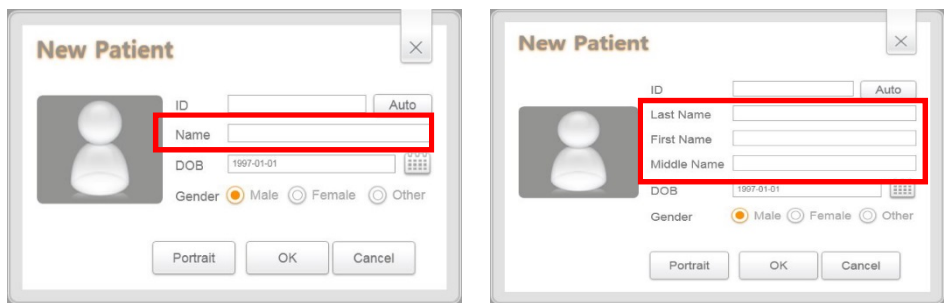 New Patient
ID
Auto
Name
DOB 1997-01-01
Gender Male Female Other
Portrait OK Cancel
New Patient
ID
Auto
Last Name
First Name
Middle Name
DOB 1997-01-01
Gender Male Female Other
Portrait OK Cancel